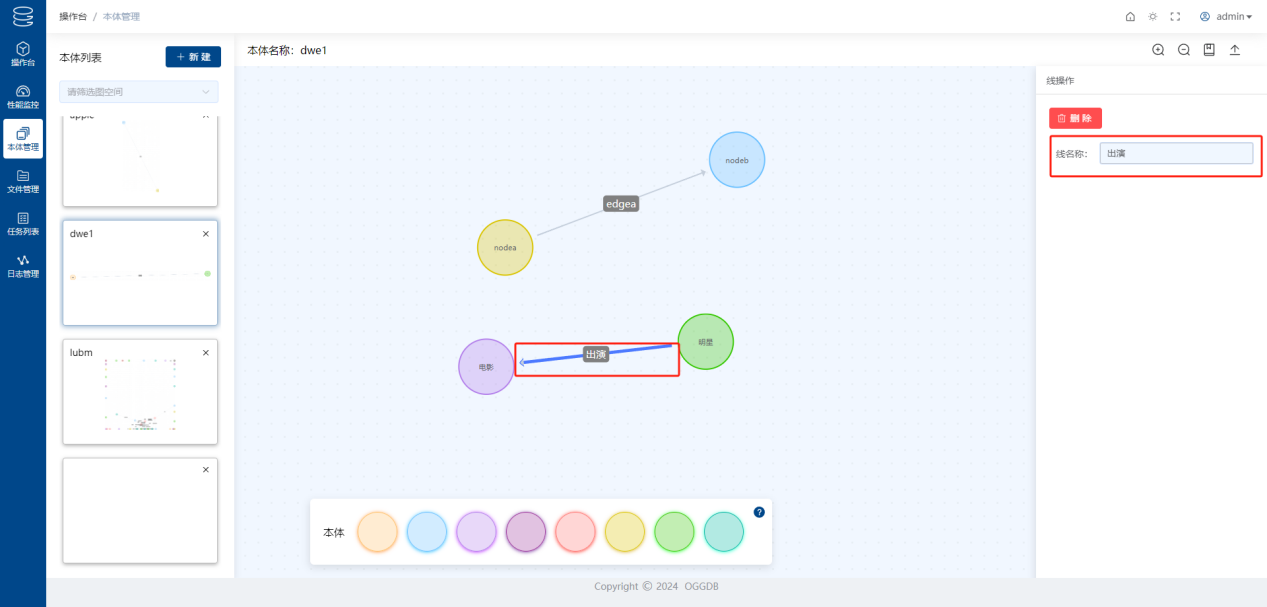 操作台 / 本体管理
admin
操作台
性能监控
本体管理
文件管理
任务列表
日志管理
本体列表
+ 新 建
请筛选图空间
apple
dwe1
lubm
本体名称：dwe1
nodeb
edgea
nodea
明星
出演
电影
本体
?
线操作
删 除
线名称：
出演
Copyright © 2024 OGGDB